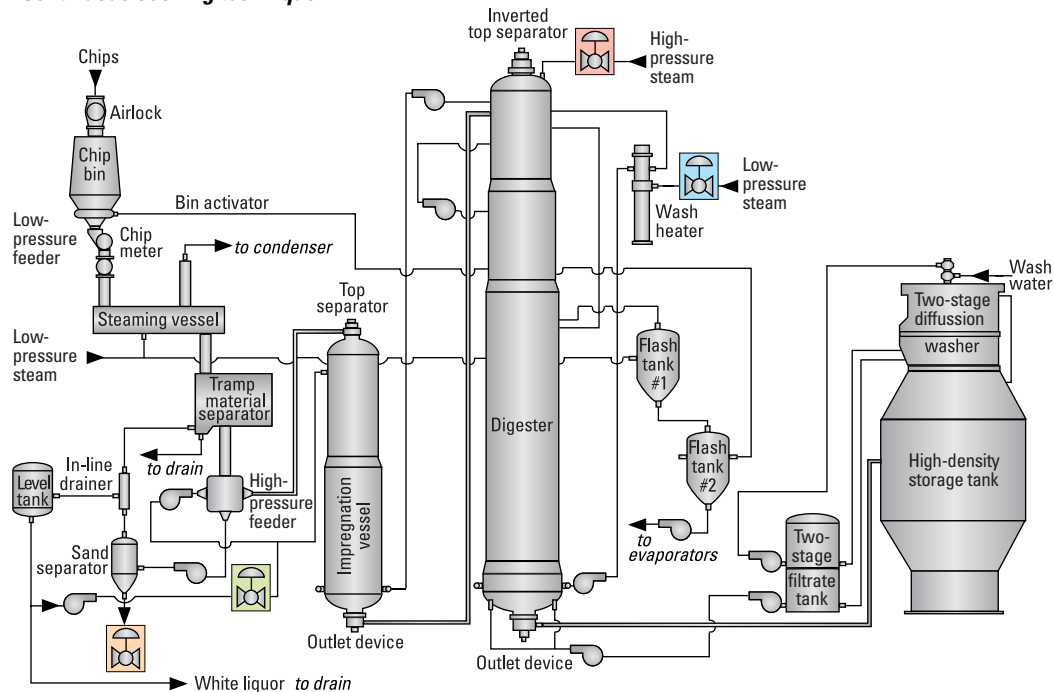 Inverted
top separator
High-
pressure
steam
Chips
Airlock
Chip
bin
Low-
pressure
steam
Wash
heater
Bin activator
Low-
pressure
feeder
Chip
meter
to condenser
Wash
water
Two-stage
diffussion
washer
Top
separator
Steaming vessel
Low-
pressure
steam
Flash
tank
#1
Tramp
material
separator
Digester
Flash
tank
#2
to drain
In-line
drainer
Level
tank
High-
pressure
feeder
High-density
storage tank
Impregnation
vessel
to
evaporators
Two-
stage
filtrate
tank
Sand
separator
Outlet device
Outlet device
White liquor to drain